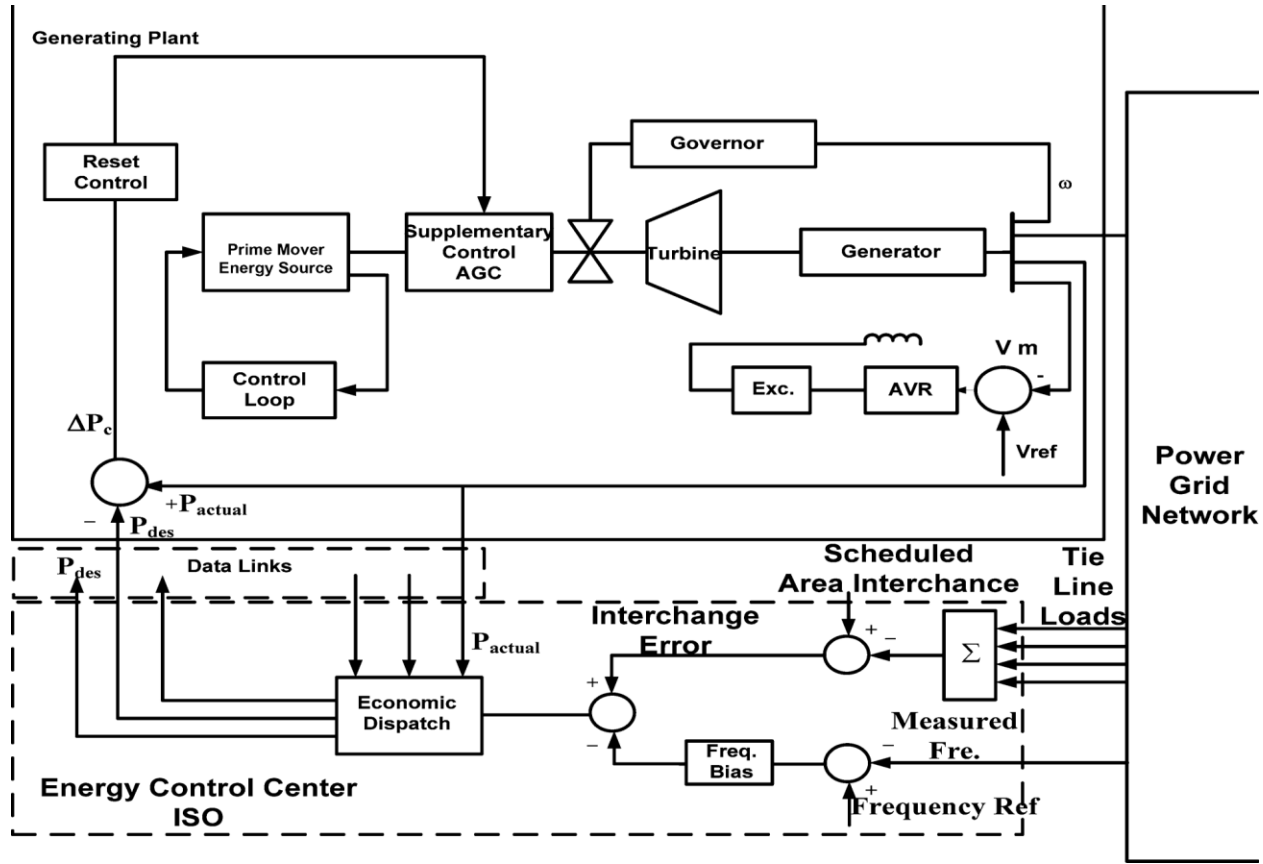 Generating Plant
Reset
Control
Governor
ω
Prime Mover
Energy Source
Supplementary
Control
AGC
Turbine
Generator
Control
Loop
Exc.
AVR
V m
-
Vref
ΔPc
+Pactual
−
Pdes
Power
Grid
Network
Pdes
Data Links
Scheduled
Area Interchance
Tie
Line
Loads
Interchange
Error
+
−
Σ
Pactual
Economic
Dispatch
+
−
Measured
Fre.
−
Freq.
Bias
+
Frequency Ref
Energy Control Center
ISO